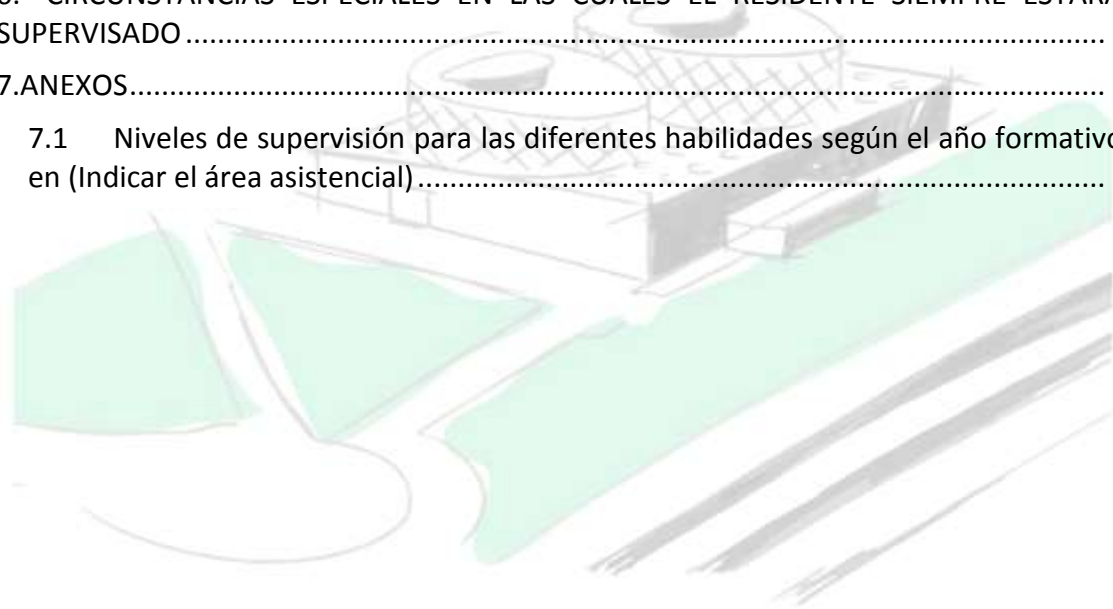 6. CIRCUNSTANCIAS ESPECIALES EN LAS CUALES EL RESIDENTE SIEMPRE ESTARÁ
SUPERVISADO ....................................................................................................................
7.ANEXOS..........................................................................................................................
7.1 Niveles de supervisión para las diferentes habilidades según el año formativo
en (Indicar el área asistencial) .......................................................................................